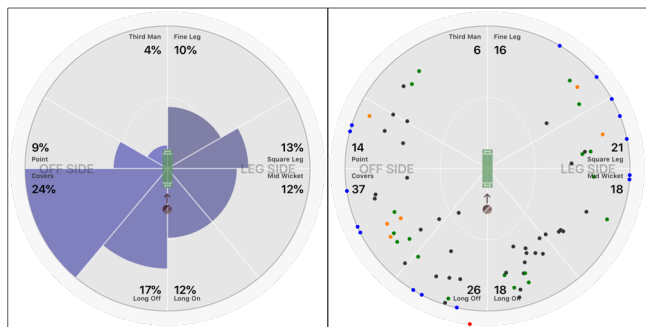 Third Man
4%
Fine Leg
10%
9%
Point
OFF SIDE
Covers
24%
13%
Square Leg
LEG SIDE
Mid Wicket
12%
17%
Long Off
12%
Long On
Third Man
6
Fine Leg
16
14
Point
OFF SIDE
Covers
37
21
Square Leg
LEG SIDE
Mid Wicket
18
26
Long Off
18
Long On